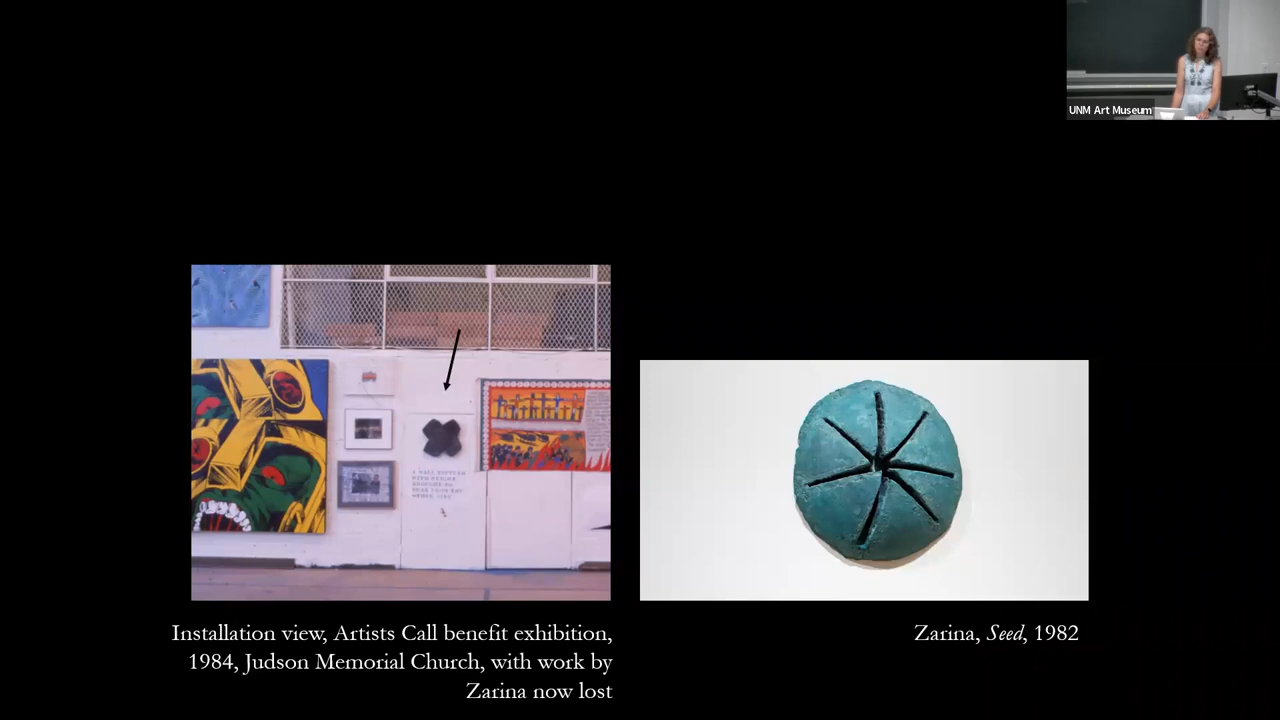 UNM Art Museum
Installation view, Artists Call benefit exhibition,
1984, Judson Memorial Church, with work by
Zarina now lost
Zarina, Seed, 1982